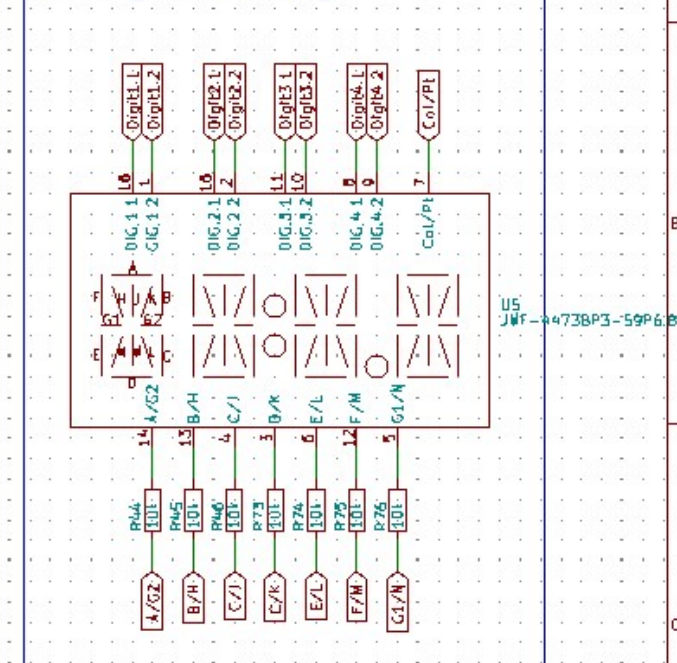 Digit1.1
Digit1.2
Digit2.1
Digit2.2
Digit3.1
Digit3.2
Digit4.1
Digit4.2
Col/Pt
1
2
11
10
8
9
7
DIG.1 1
DIG.1 2
DIG.2.1
DIG.2 2
DIG.3.1
DIG.3.2
DIG.4 1
DIG.4.2
Col/Pt
A
F H J K B
G1 G2
E C
D
U5
A/G2
B/H
C/J
E/L
F/M
G1/N
14
13
4
3
6
12
5
R44
R45
R46
R73
R74
R75
R76
10k
10k
10k
10k
10k
10k
10k
A/G2
B/H
C/J
C/K
E/L
F/M
G1/N